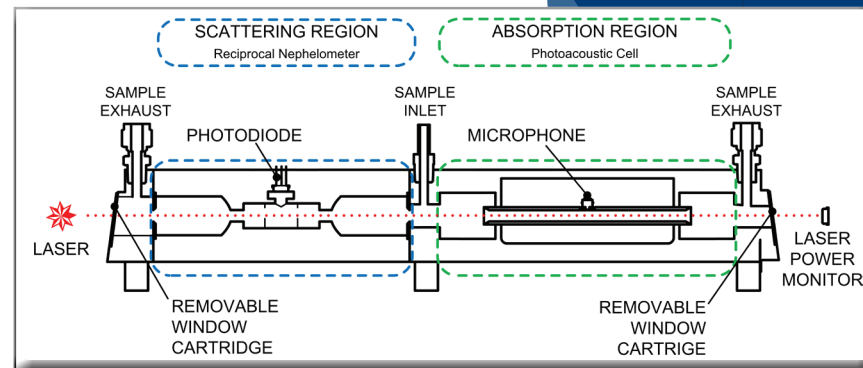 SCATTERING REGION
Reciprocal Nephelometer
ABSORPTION REGION
Photoacoustic Cell
SAMPLE
EXHAUST
SAMPLE
INLET
SAMPLE
EXHAUST
PHOTODIODE
MICROPHONE
LASER
LASER
POWER
MONITOR
REMOVABLE
WINDOW
CARTRIDGE
REMOVABLE
WINDOW
CARTRIGE